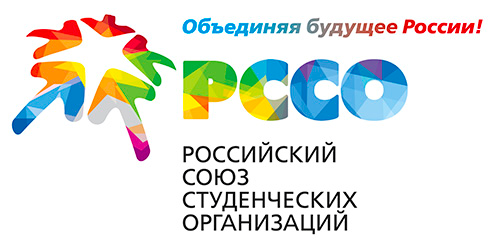 Объединяя будущее России!
РССО
РОССИЙСКИЙ
СОЮЗ
СТУДЕНЧЕСКИХ
ОРГАНИЗАЦИЙ